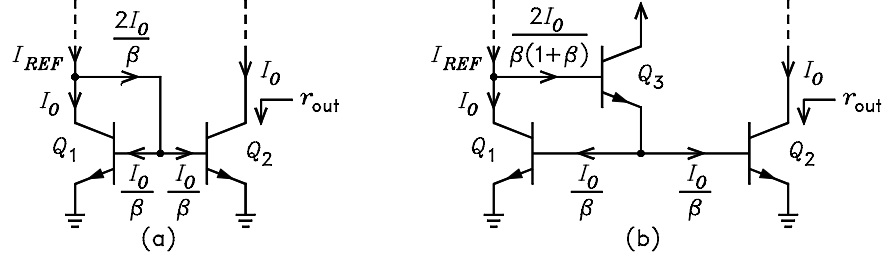 2I0
β
IREF
I0
I0
rout
Q1
Q2
I0
β
I0
β
(a)
2I0
β(1+β)
IREF
Q3
I0
I0
rout
Q1
Q2
I0
β
I0
β
(b)